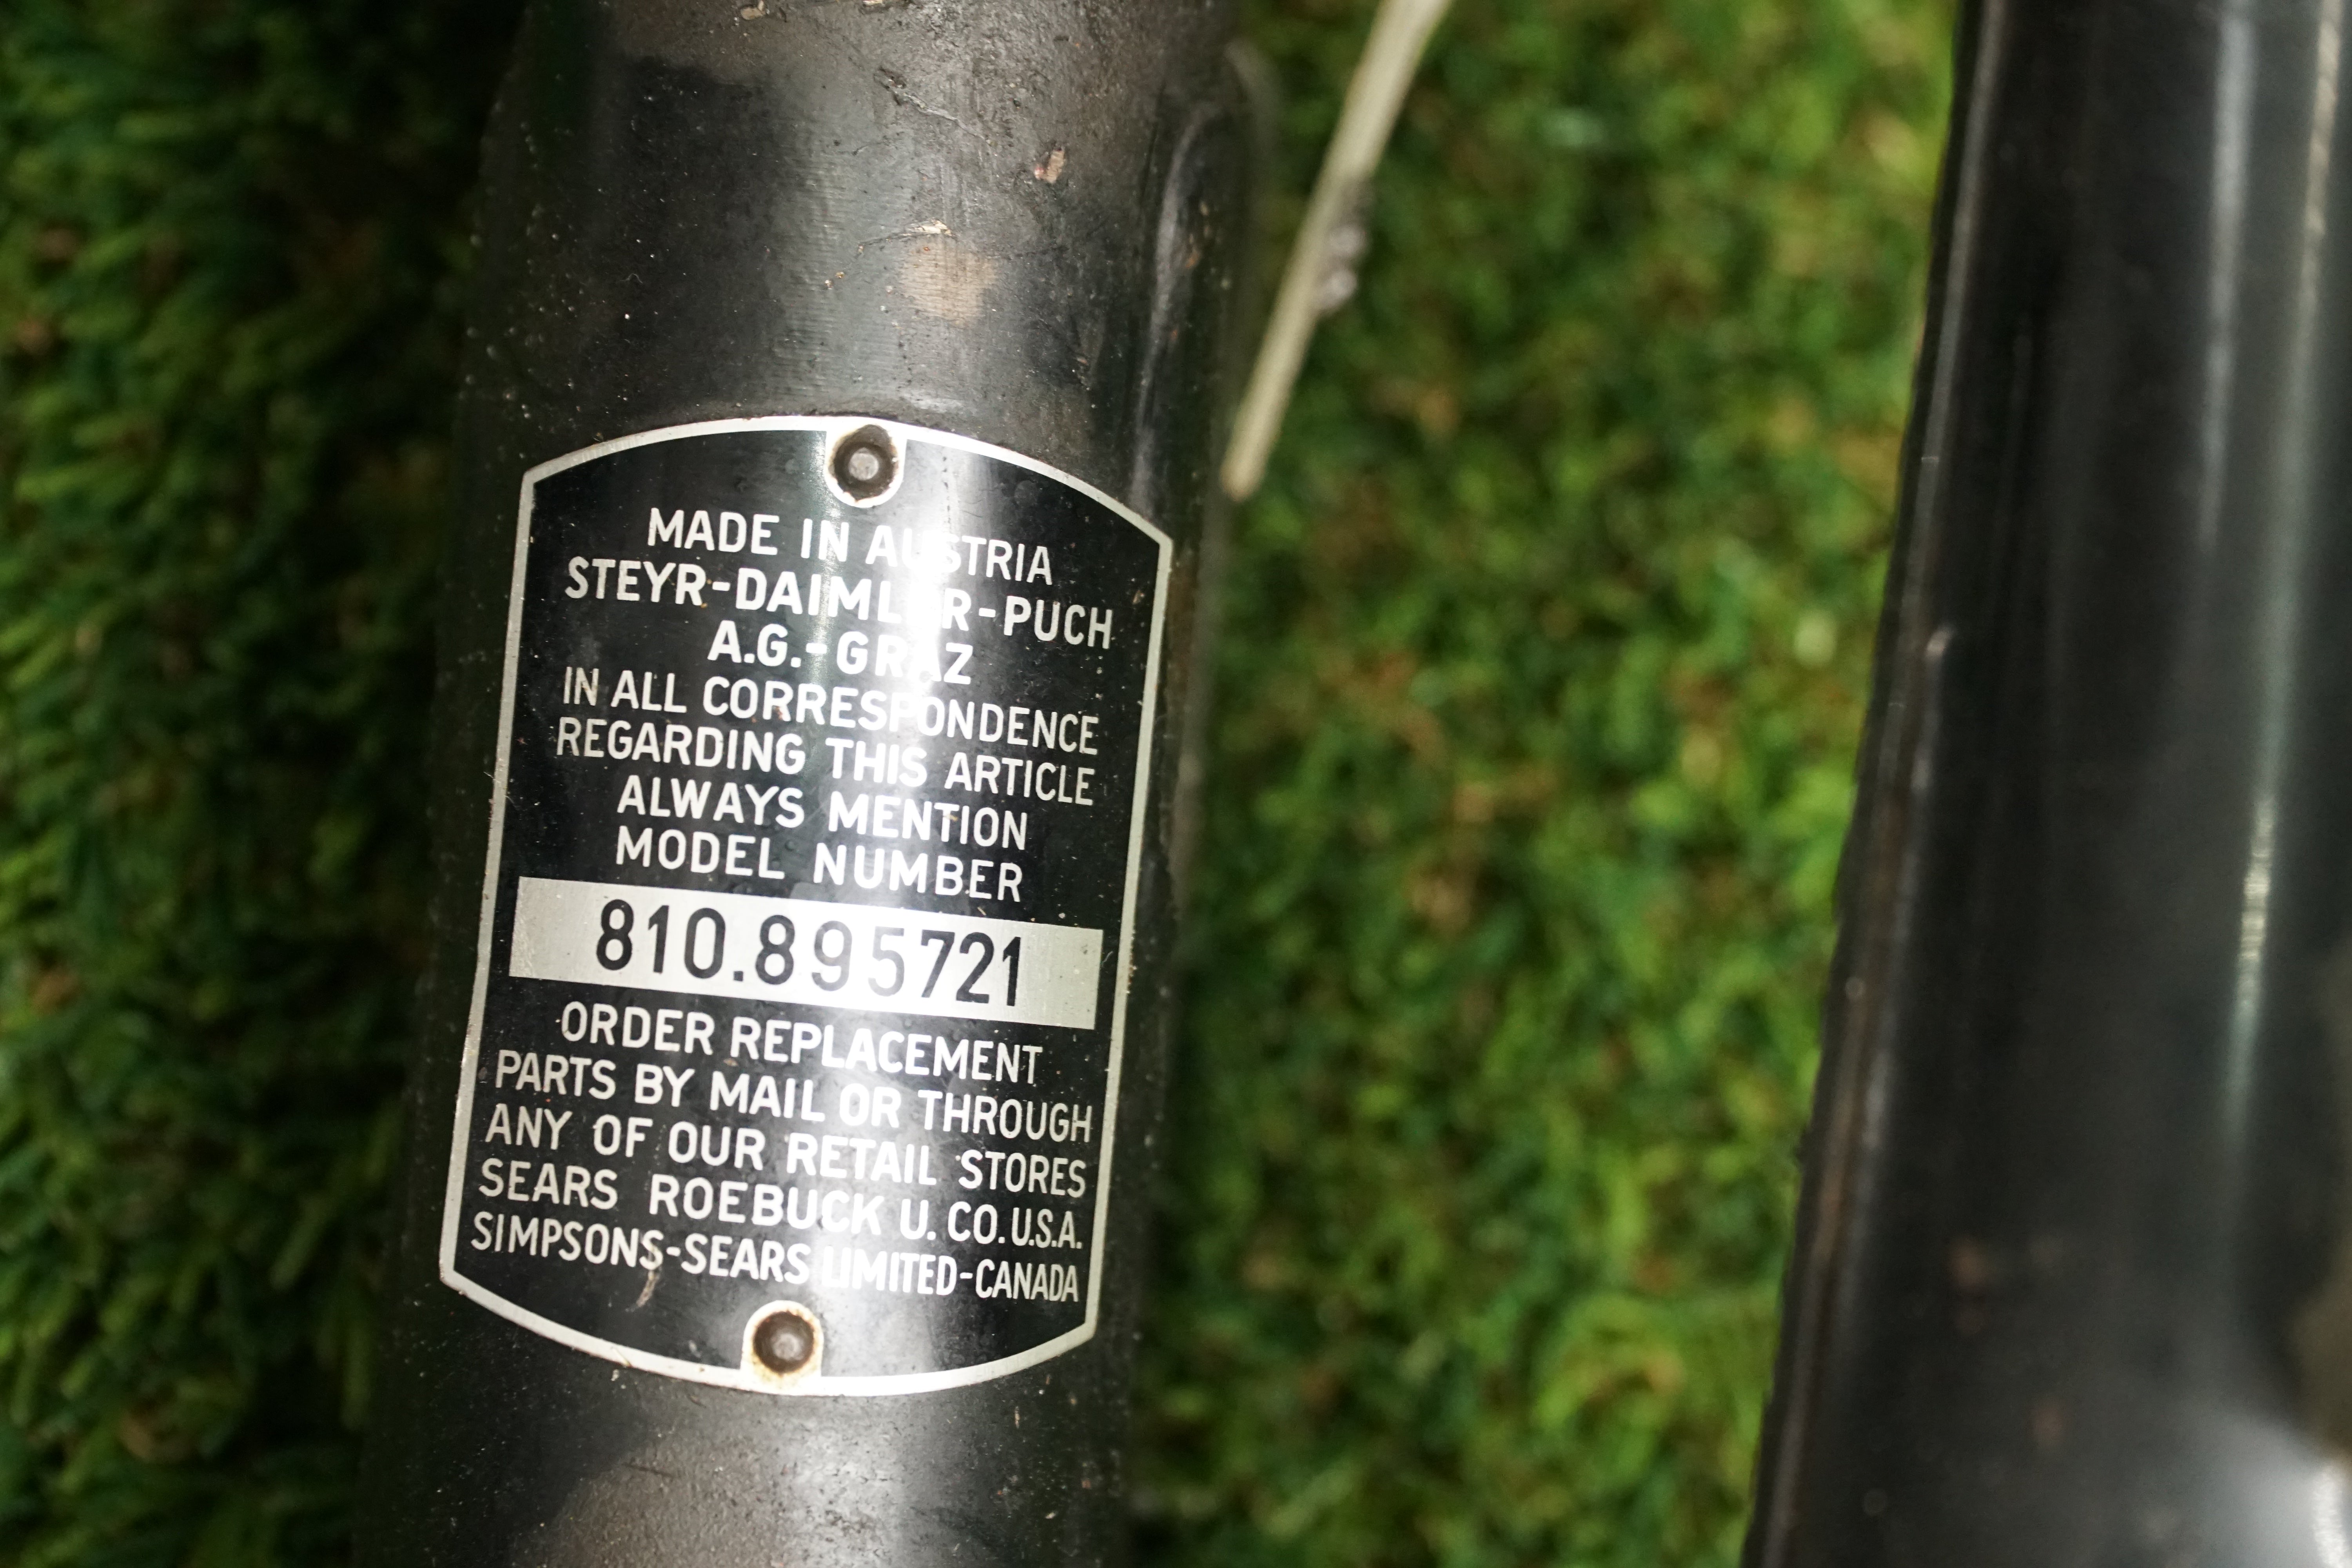 MADE IN AUSTRIA
STEYR-DAIMLER-PUCH
A.G.-GRAZ
IN ALL CORRESPONDENCE
REGARDING THIS ARTICLE
ALWAYS MENTION
MODEL NUMBER
810.895721
ORDER REPLACEMENT
PARTS BY MAIL OR THROUGH
ANY OF OUR RETAIL STORES
SEARS ROEBUCK U. CO. U.S.A.
SIMPSONS-SEARS LIMITED-CANADA